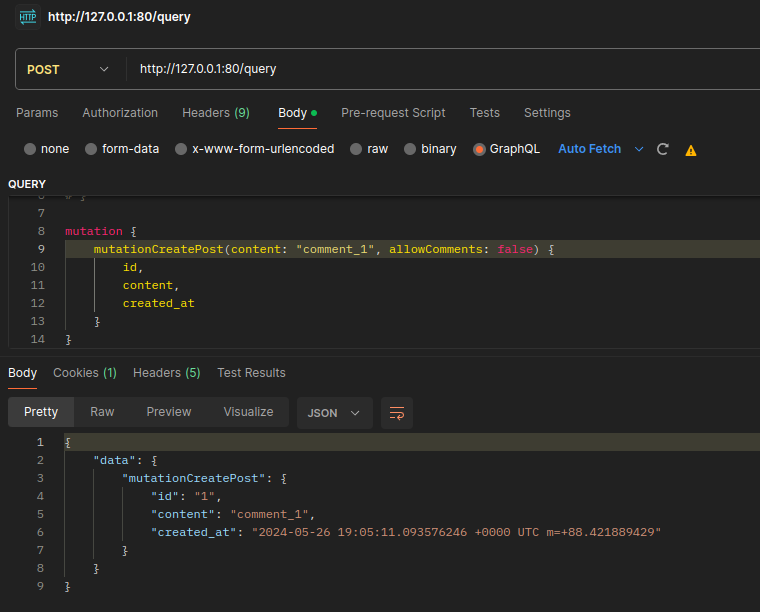 HTTP http://127.0.0.1:80/query
POST http://127.0.0.1:80/query
Params Authorization Headers (9) Body Pre-request Script Tests Settings
none form-data x-www-form-urlencoded raw binary GraphQL Auto Fetch
QUERY
7
8 mutation {
9 mutationCreatePost(content: "comment_1", allowComments: false) {
10 id,
11 content,
12 created_at
13 }
14 }
Body Cookies (1) Headers (5) Test Results
Pretty Raw Preview Visualize JSON
1 {
2 "data": {
3 "mutationCreatePost": {
4 "id": "1",
5 "content": "comment_1",
6 "created_at": "2024-05-26 19:05:11.093576246 +0000 UTC m=+88.421889429"
7 }
8 }
9 }